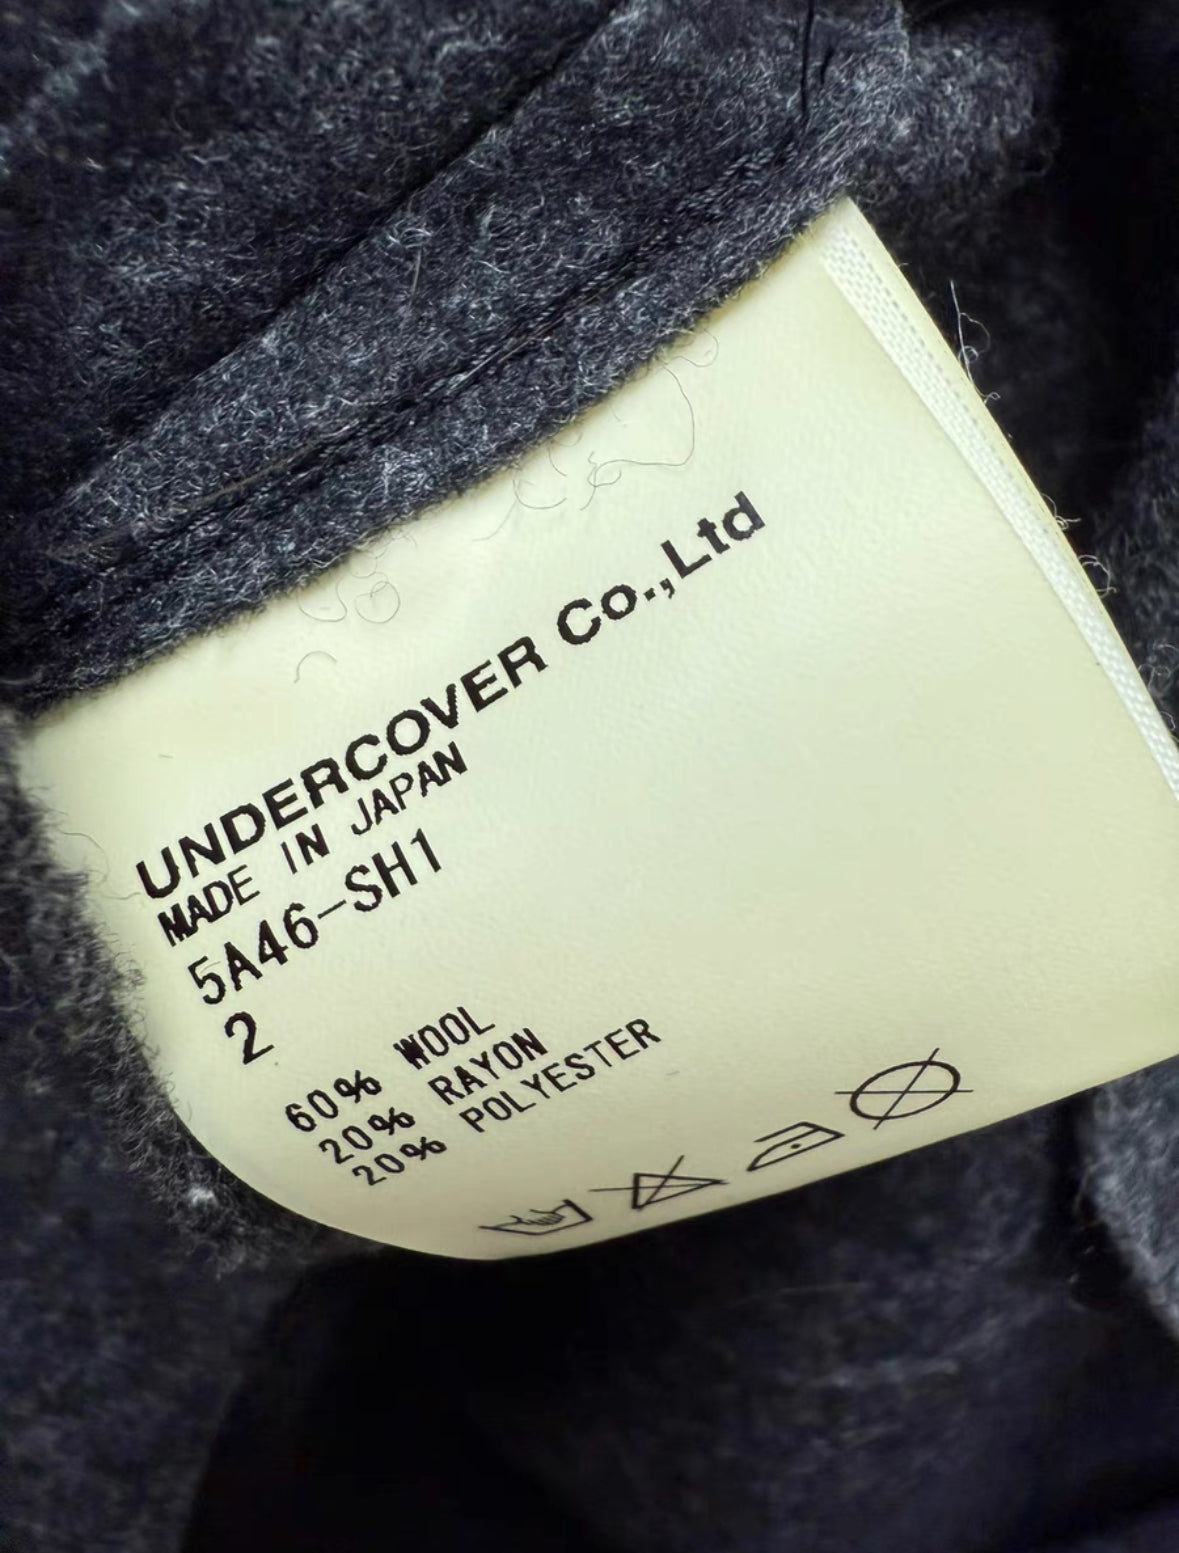 UNDERCOVER Co.,Ltd
MADE IN JAPAN
5A46-SH1
2
60% WOOL
20% RAYON
20% POLYESTER